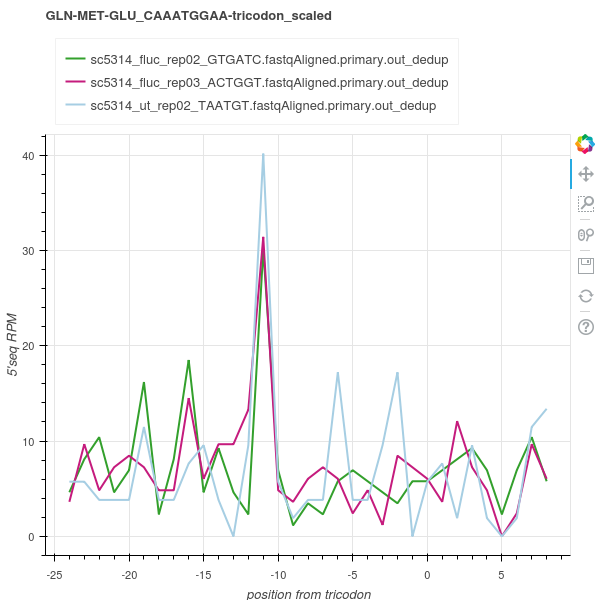 GLN-MET-GLU_CAAATGGAA-tricodon_scaled
sc5314_fluc_rep02_GTGATC.fastqAligned.primary.out_dedup
sc5314_fluc_rep03_ACTGGT.fastqAligned.primary.out_dedup
sc5314_ut_rep02_TAATGT.fastqAligned.primary.out_dedup
40
30
20
10
0
5'seq RPM
-25 -20 -15 -10 -5 0 5
position from tricodon